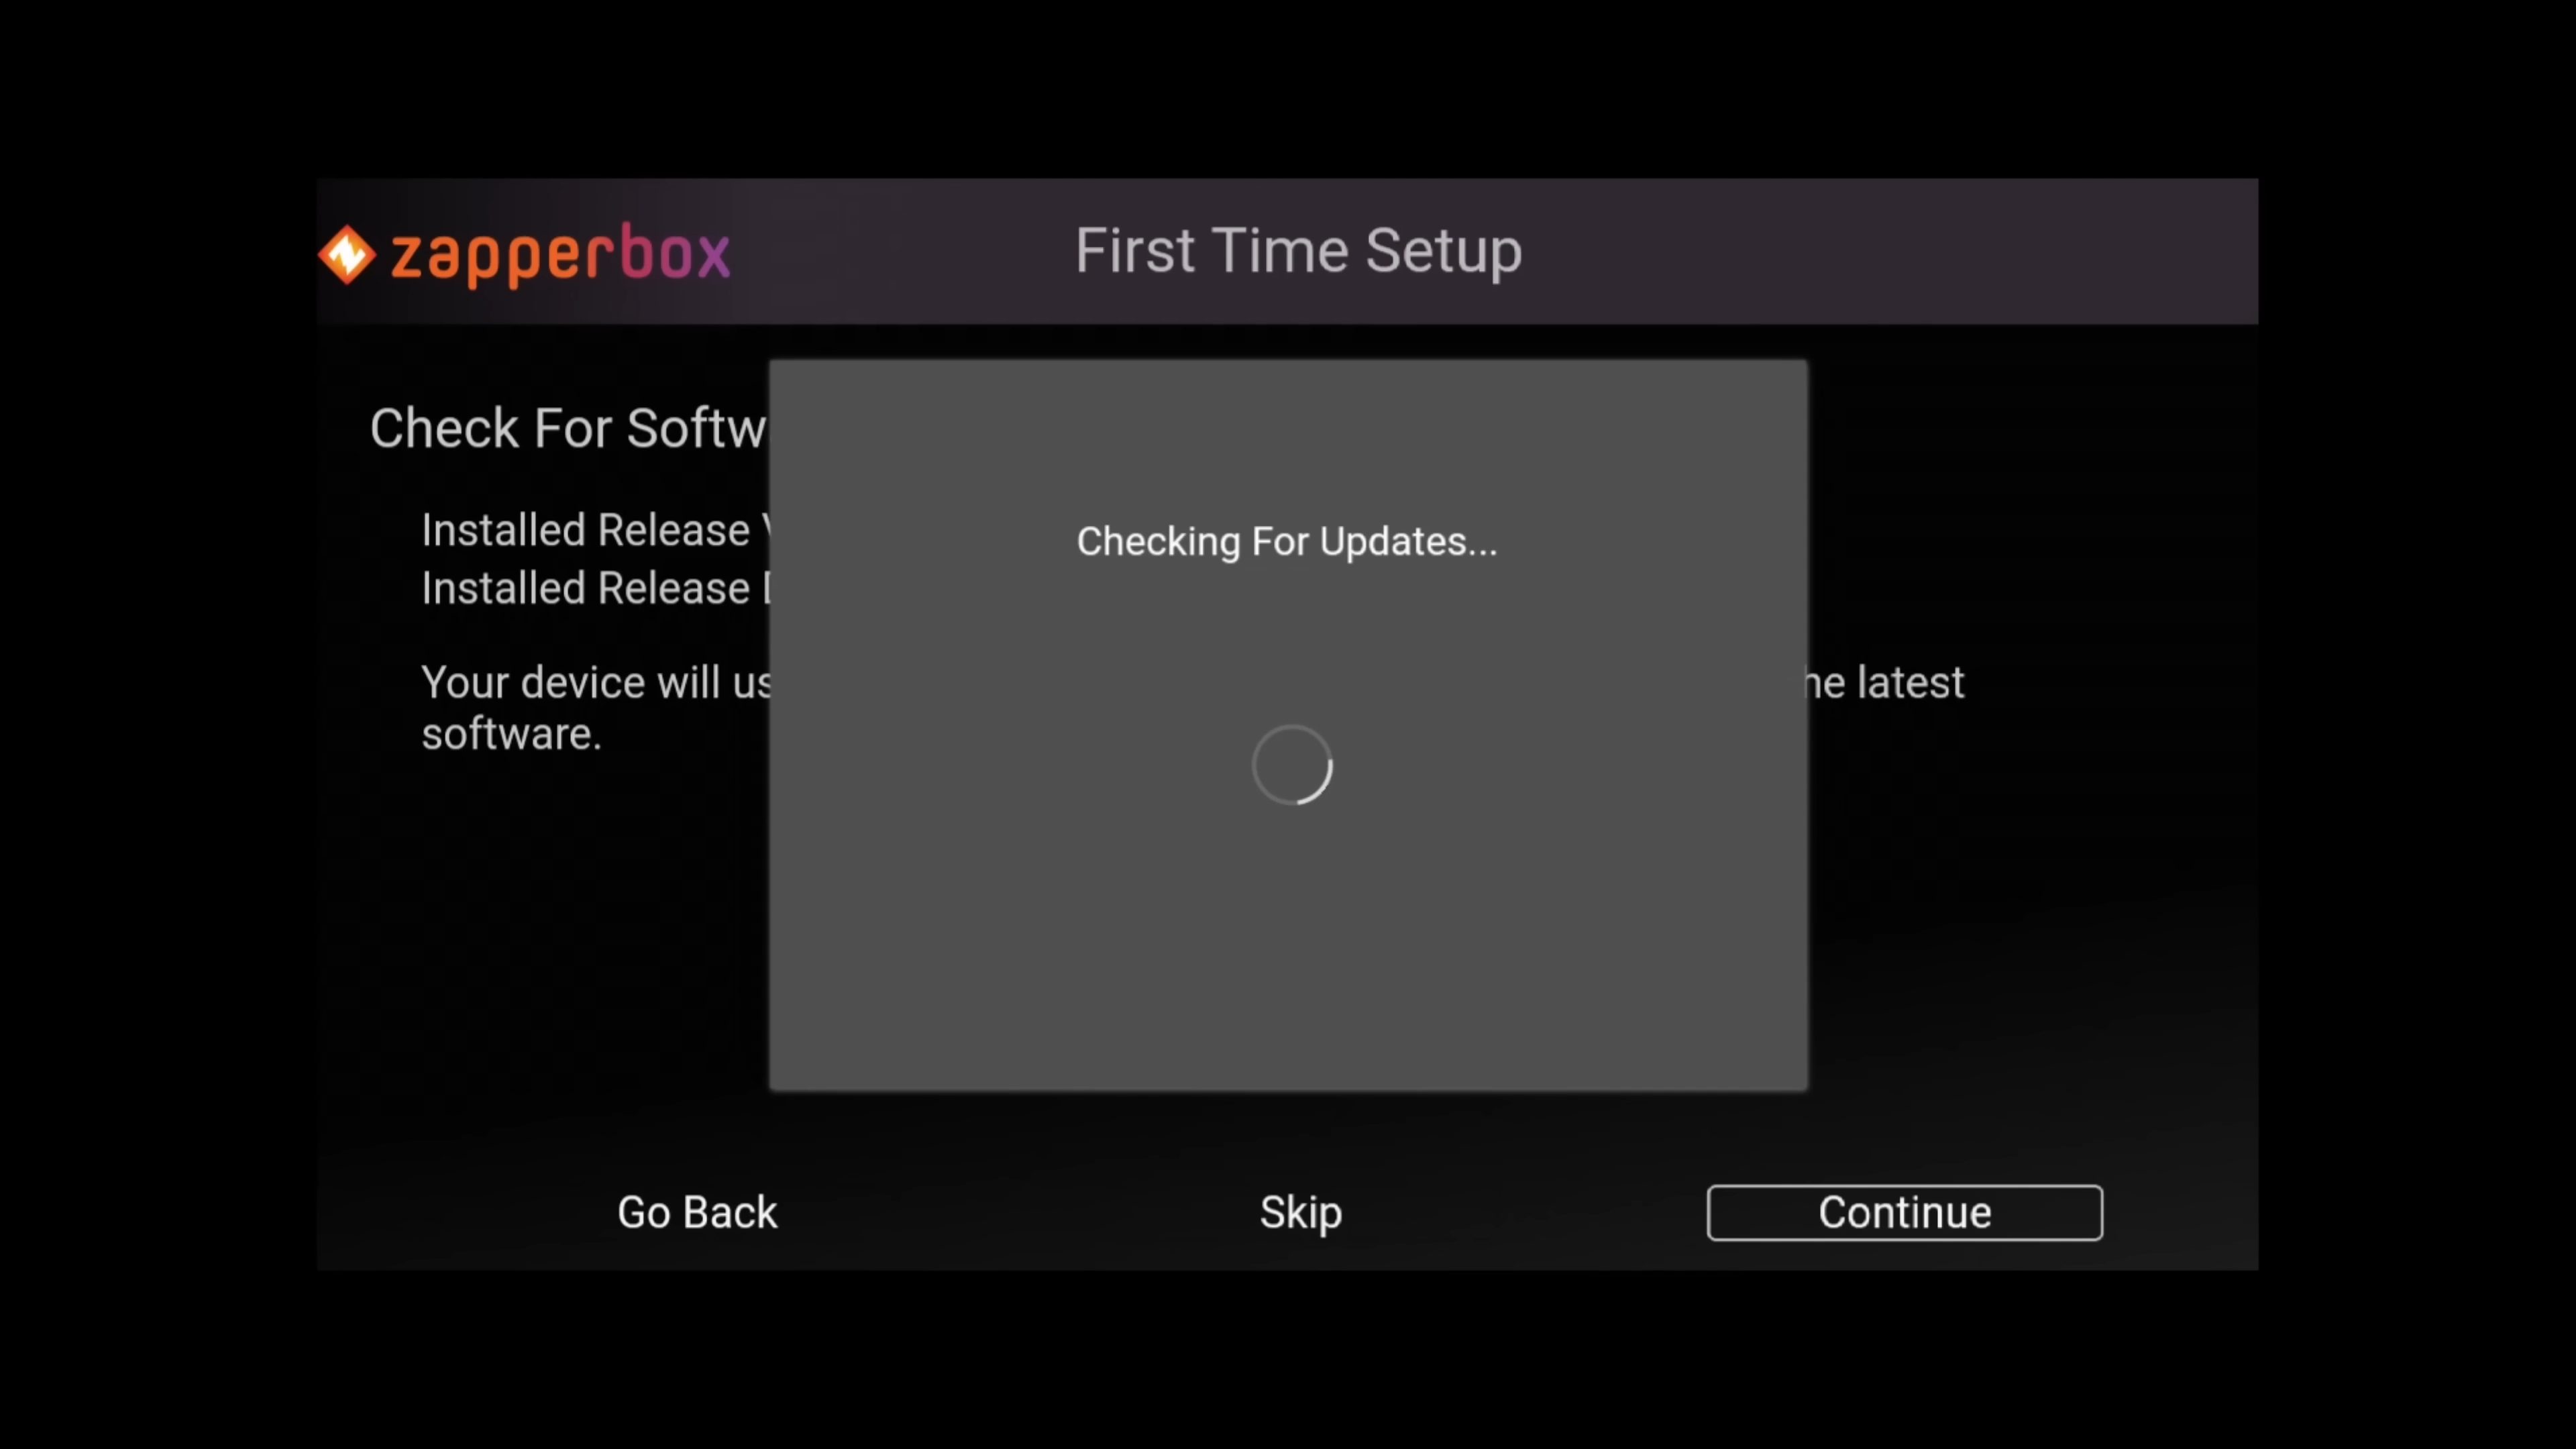 zapperbox
First Time Setup
Check For Softw
Installed Release
Installed Release
Checking For Updates...
Your device will us
he latest
software.
Go Back
Skip
Continue